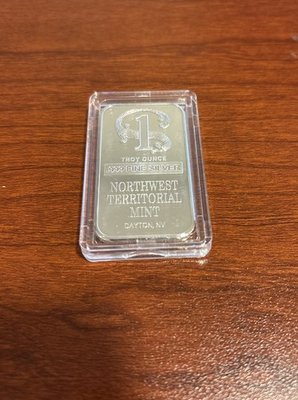 1
TROY OUNCE
.999 FINE SILVER
NORTHWEST
TERRITORIAL
MINT
DAYTON, NV